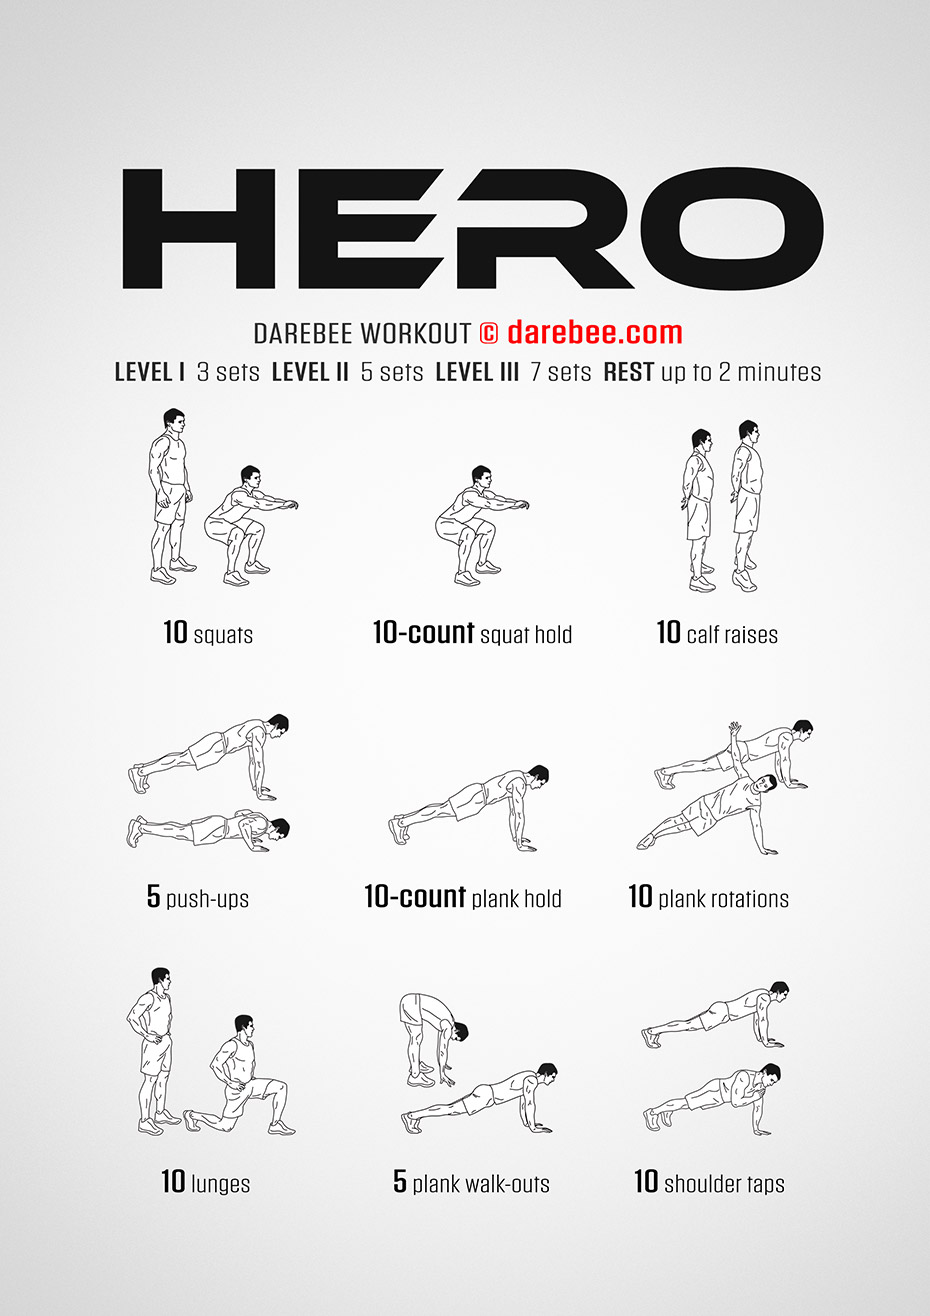 HERO
DAREBEE WORKOUT © darebee.com
LEVEL I 3 sets LEVEL II 5 sets LEVEL III 7 sets REST up to 2 minutes
10 squats
10-count squat hold
10 calf raises
5 push-ups
10-count plank hold
10 plank rotations
10 lunges
5 plank walk-outs
10 shoulder taps